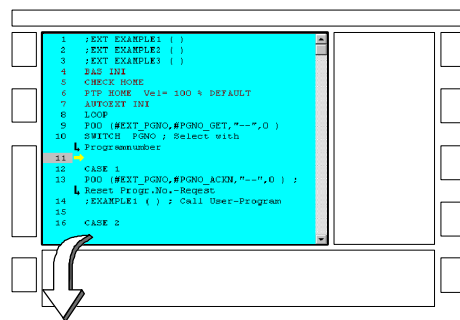 1 ;EXT EXAMPLE1 ( )
2 ;EXT EXAMPLE2 ( )
3 ;EXT EXAMPLE3 ( )
4 BAS INI
5 CHECK HOME
6 PTP HOME Vel= 100 % DEFAULT
7 AUTOEXT INI
8 LOOP
9 P00 (#EXT_PGNO,#PGNO_GET,"--",0 )
10 SWITCH PGNO ; Select with
Programnumber
11
12 CASE 1
13 P00 (#EXT_PGNO,#PGNO_ACKN,"--",0 ) ;
Reset Progr.No.-Reqest
14 ;EXAMPLE1 ( ) ; Call User-Program
15
16 CASE 2